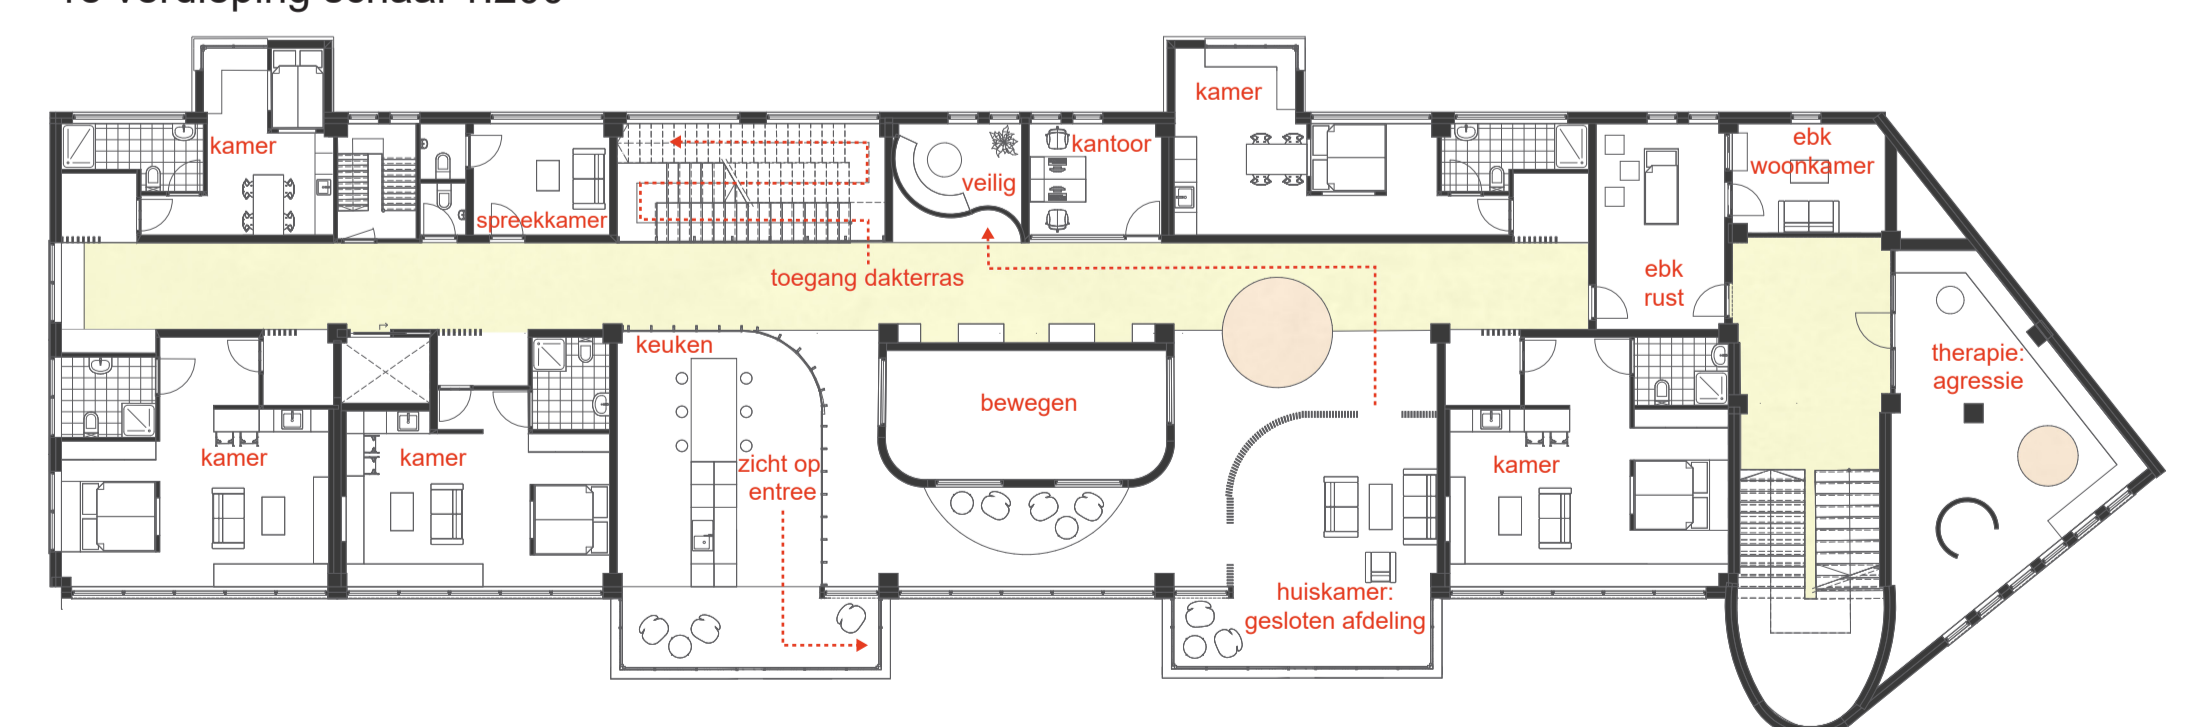 kamer
kamer
kantoor
veilig
spreekkamer
ebk
woonkamer
toegang dakterras
ebk
rust
keuken
therapie:
agressie
bewegen
kamer
kamer
zicht op
entree
kamer
huiskamer:
gesloten afdeling